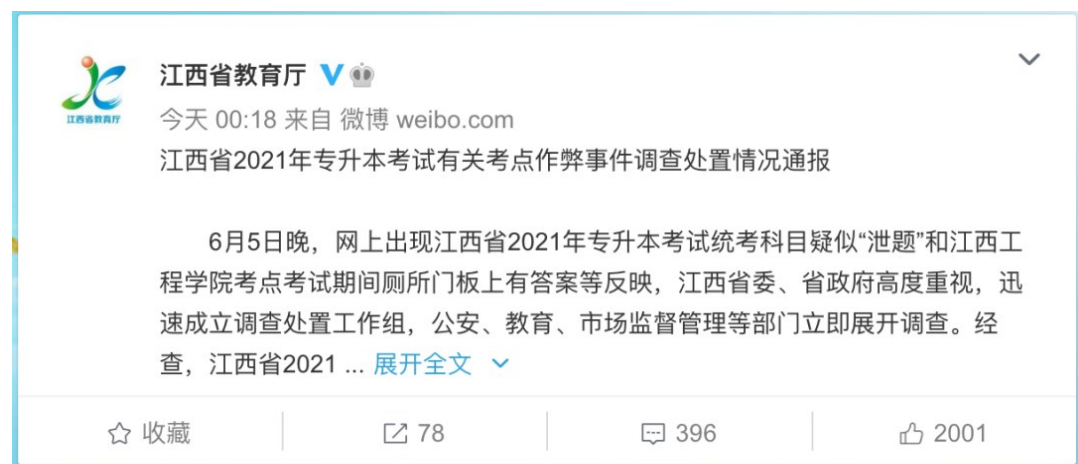 江西省教育厅
江西省教育厅
今天 00:18 来自 微博 weibo.com
江西省2021年专升本考试有关考点作弊事件调查处置情况通报
6月5日晚，网上出现江西省2021年专升本考试统考科目疑似“泄题”和江西工
程学院考点考试期间厕所门板上有答案等反映，江西省委、省政府高度重视，迅
速成立调查处置工作组，公安、教育、市场监督管理等部门立即展开调查。经
查，江西省2021 ... 展开全文
收藏 78 396 2001